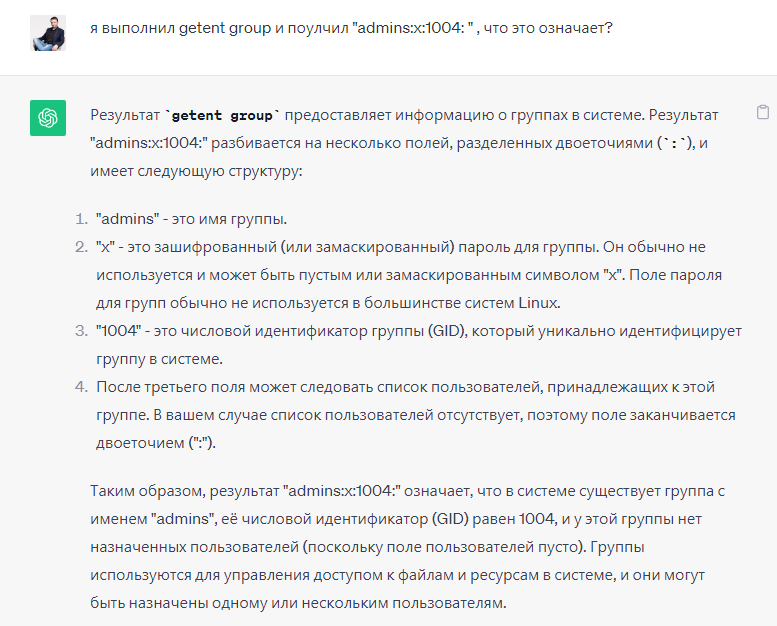 я выполнил getent group и поулчил "admins:x:1004: " , что это означает?
Результат `getent group` предоставляет информацию о группах в системе. Результат
"admins:x:1004:" разбивается на несколько полей, разделенных двоеточиями (`:`), и
имеет следующую структуру:
1. "admins" - это имя группы.
2. "x" - это зашифрованный (или замаскированный) пароль для группы. Он обычно не
используется и может быть пустым или замаскированным символом "x". Поле пароля
для групп обычно не используется в большинстве систем Linux.
3. "1004" - это числовой идентификатор группы (GID), который уникально идентифицирует
группу в системе.
4. После третьего поля может следовать список пользователей, принадлежащих к этой
группе. В вашем случае список пользователей отсутствует, поэтому поле заканчивается
двоеточием (":").
Таким образом, результат "admins:x:1004:" означает, что в системе существует группа с
именем "admins", её числовой идентификатор (GID) равен 1004, и у этой группы нет
назначенных пользователей (поскольку поле пользователей пусто). Группы
используются для управления доступом к файлам и ресурсам в системе, и они могут
быть назначены одному или нескольким пользователям.